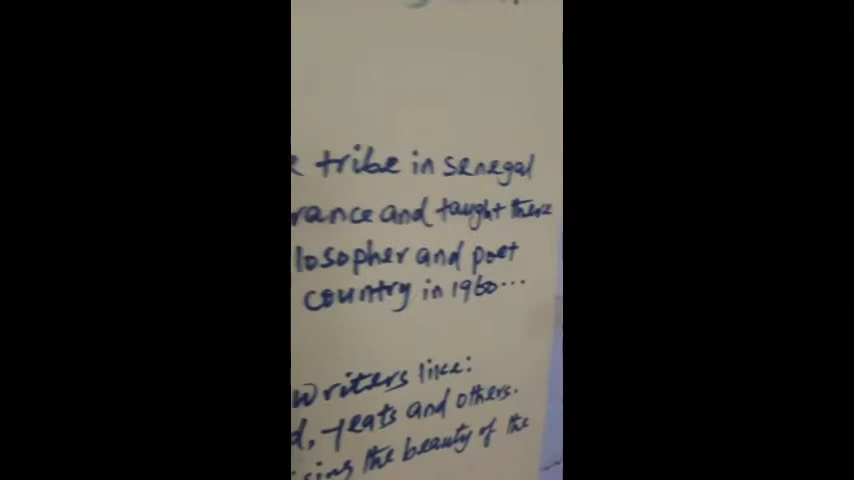 tribe in senegal
rance and taught there
losopher and poet
country in 1960...
writers like:
d, yeats and others.
sing the beauty of the